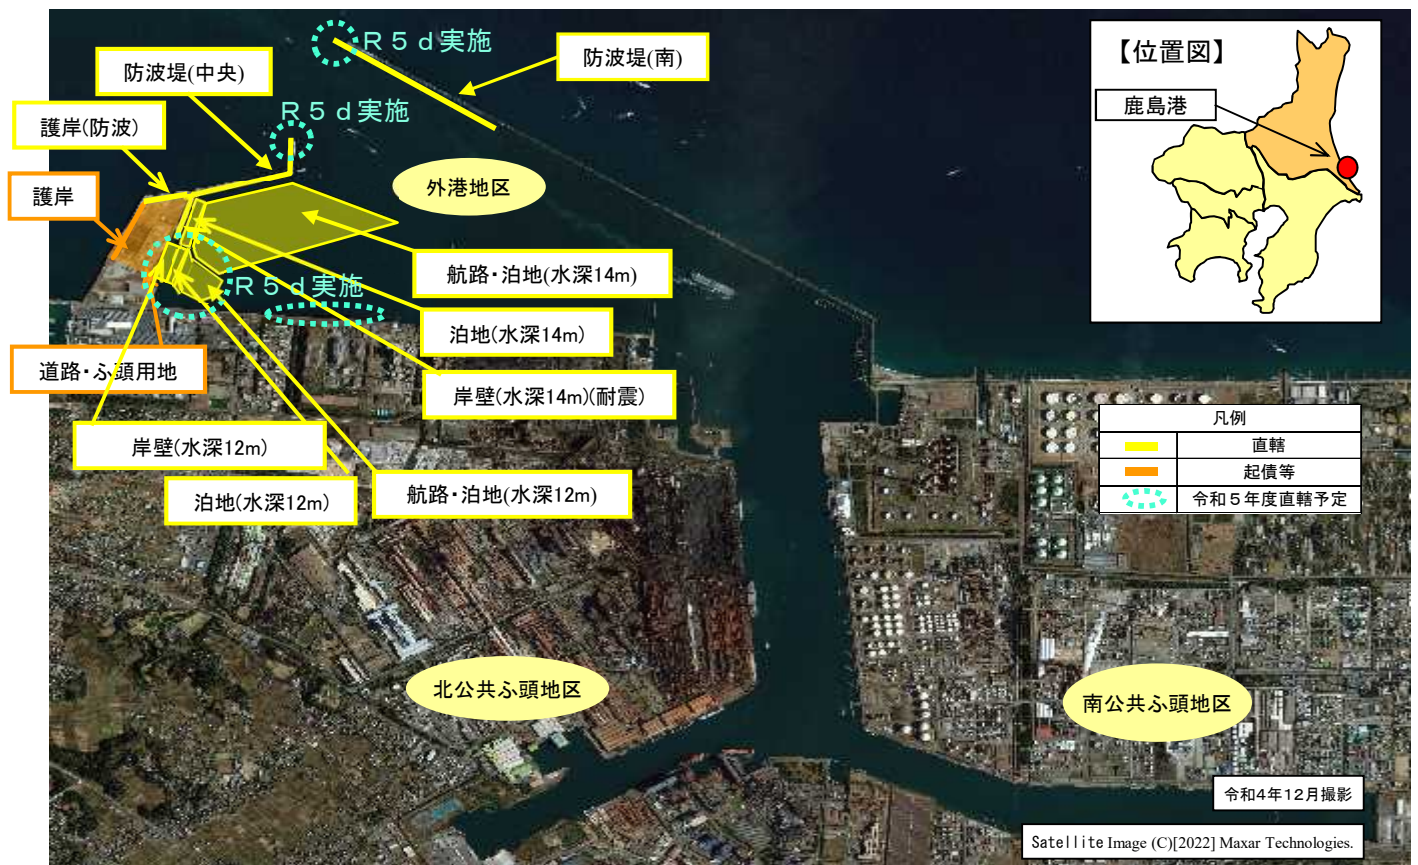 R５ｄ実施
防波堤(南)
防波堤(中央)
R５ｄ実施
護岸(防波)
護岸
外港地区
航路・泊地(水深14m)
R５ｄ実施
泊地(水深14m)
道路・ふ頭用地
岸壁(水深14m)(耐震)
岸壁(水深12m)
泊地(水深12m)
航路・泊地(水深12m)
【位置図】
鹿島港
凡例
直轄
起債等
令和５年度直轄予定
北公共ふ頭地区
南公共ふ頭地区
令和4年12月撮影
Satellite Image (C)[2022] Maxar Technologies.